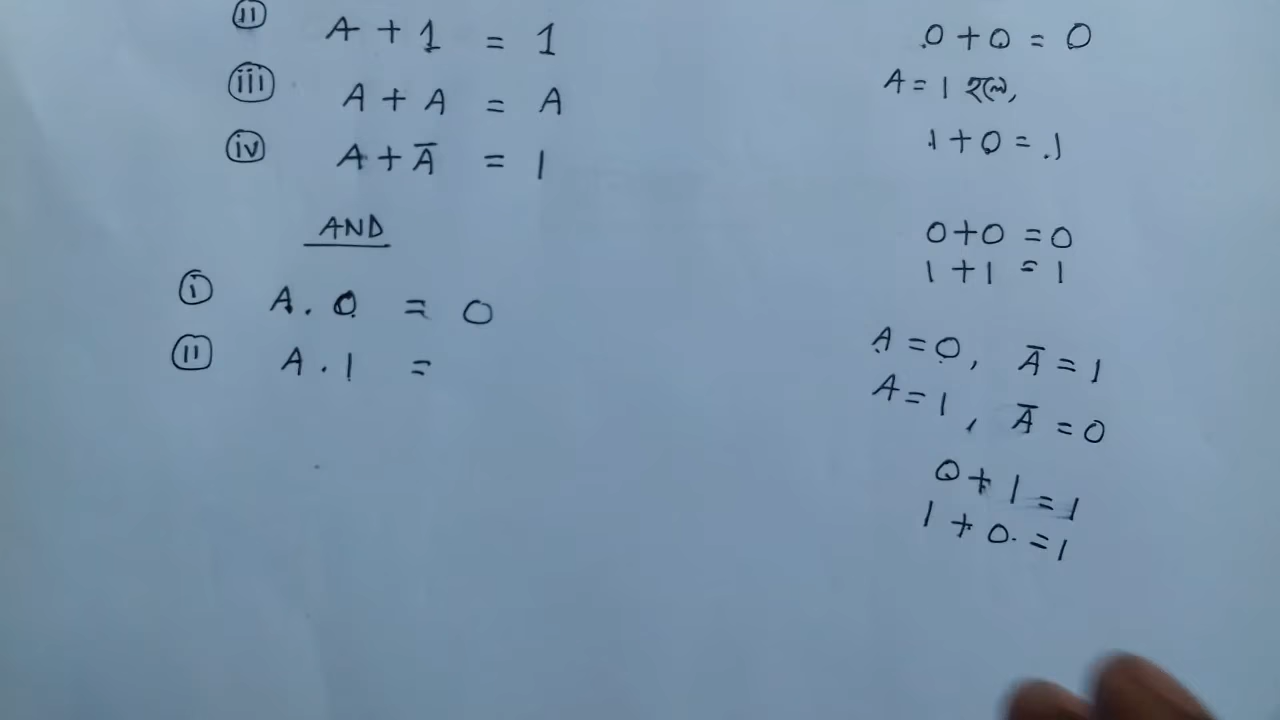 (ii) A + 1 = 1
(iii) A + A = A
(iv) A + Ā = 1
AND
(i) A . 0 = 0
(ii) A . 1 =
0 + 0 = 0
A = 1 হলে,
1 + 0 = 1
0 + 0 = 0
1 + 1 = 1
A = 0, Ā = 1
A = 1, Ā = 0
0 + 1 = 1
1 + 0 = 1